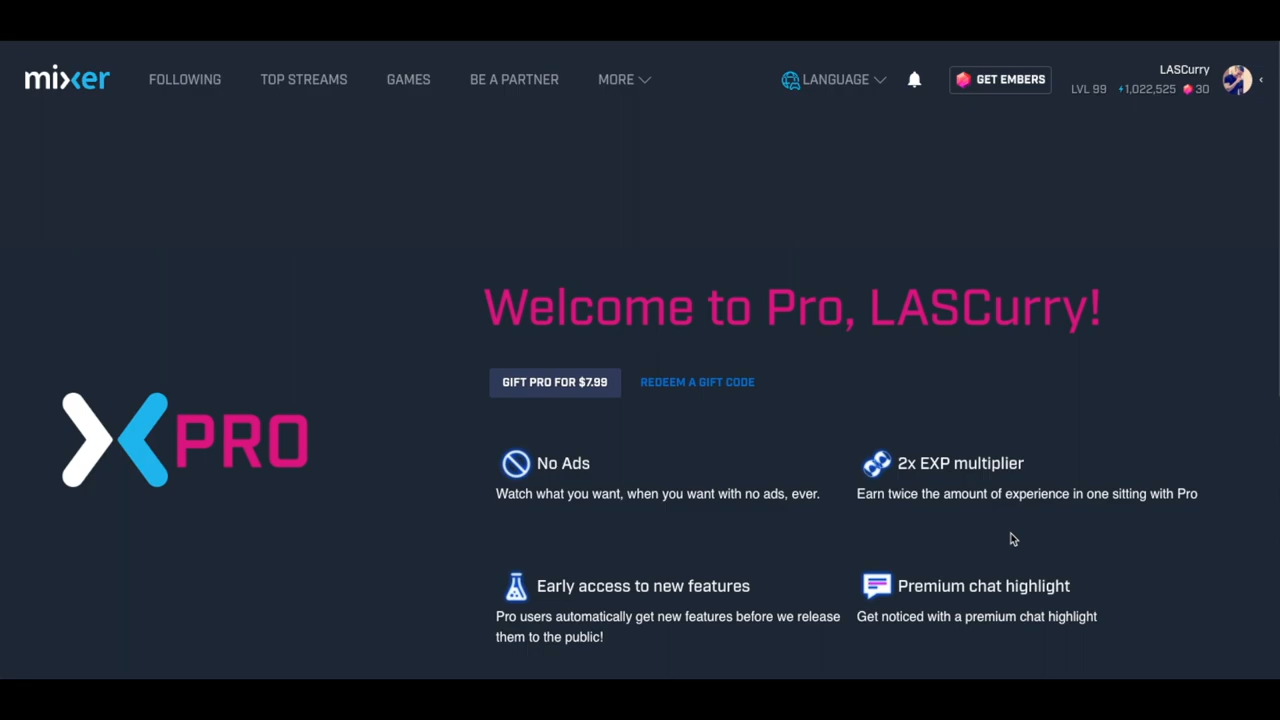 mixer
FOLLOWING
TOP STREAMS
GAMES
BE A PARTNER
MORE
LANGUAGE
GET EMBERS
LASCurry
LVL 99 1,022,525 30
Welcome to Pro, LASCurry!
GIFT PRO FOR $7.99
REDEEM A GIFT CODE
PRO
No Ads
Watch what you want, when you want with no ads, ever.
2x EXP multiplier
Earn twice the amount of experience in one sitting with Pro
Early access to new features
Pro users automatically get new features before we release
them to the public!
Premium chat highlight
Get noticed with a premium chat highlight